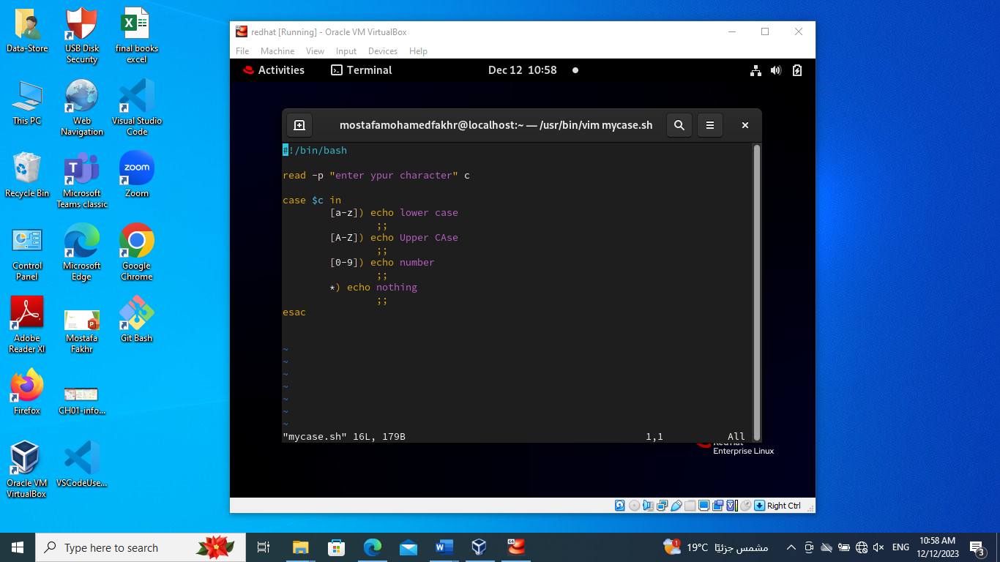 Data-Store
USB Disk
Security
final books
excel
This PC
Web
Navigation
Visual Studio
Code
Recycle Bin
Microsoft
Teams classic
zoom
Zoom
Control
Panel
Microsoft
Edge
Google
Chrome
Adobe
Reader XI
Mostafa
Fakhr
Git Bash
Firefox
CH01-info...
Oracle VM
VirtualBox
VSCodeUse...
redhat [Running] - Oracle VM VirtualBox
File Machine View Input Devices Help
Activities Terminal Dec 12 10:58
mostafamohamedfakhr@localhost:~ — /usr/bin/vim mycase.sh
#!/bin/bash
read -p "enter ypur character" c
case $c in
[a-z]) echo lower case
;;
[A-Z]) echo Upper CAse
;;
[0-9]) echo number
;;
*) echo nothing
;;
esac
~
~
~
~
~
~
~
"mycase.sh" 16L, 179B 1,1 All
Red Hat
Enterprise Linux
Right Ctrl
Type here to search
1
19°C مشمس جزئيًا
ENG
10:58 AM
12/12/2023
3